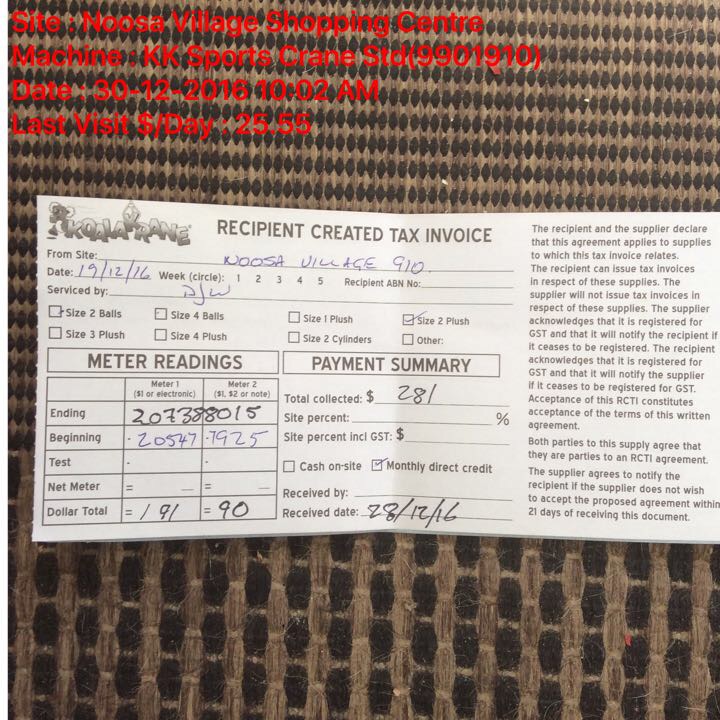 Site : Noosa Village Shopping Centre
Machine : KK Sports Crane Std(9901910)
Date : 30-12-2016 10:02 AM
Last Visit $/Day : 25.55
KOALA KRANE
RECIPIENT CREATED TAX INVOICE
From Site: NOOSA VILLAGE 910.
Date: 19/12/16 Week (circle): 1 2 3 4 5 Recipient ABN No:
Serviced by: DJW
Size 2 Balls Size 4 Balls Size 1 Plush Size 2 Plush
Size 3 Plush Size 4 Plush Size 2 Cylinders Other:
METER READINGS
Meter 1 Meter 2
($1 or electronic) ($1, $2 or note)
Ending 20738 8015
Beginning - 20547 - 7925
Test - -
Net Meter = =
Dollar Total = 191 = 90
PAYMENT SUMMARY
Total collected: $ 281
Site percent: %
Site percent incl GST: $
Cash on-site Monthly direct credit
Received by:
Received date: 28/12/16
The recipient and the supplier declare
that this agreement applies to supplies
to which this tax invoice relates.
The recipient can issue tax invoices
in respect of these supplies. The
supplier will not issue tax invoices in
respect of these supplies. The supplier
acknowledges that it is registered for
GST and that it will notify the recipient if
it ceases to be registered. The recipient
acknowledges that it is registered for
GST and that it will notify the supplier
if it ceases to be registered for GST.
Acceptance of this RCTI constitutes
acceptance of the terms of this written
agreement.
Both parties to this supply agree that
they are parties to an RCTI agreement.
The supplier agrees to notify the
recipient if the supplier does not wish
to accept the proposed agreement within
21 days of receiving this document.